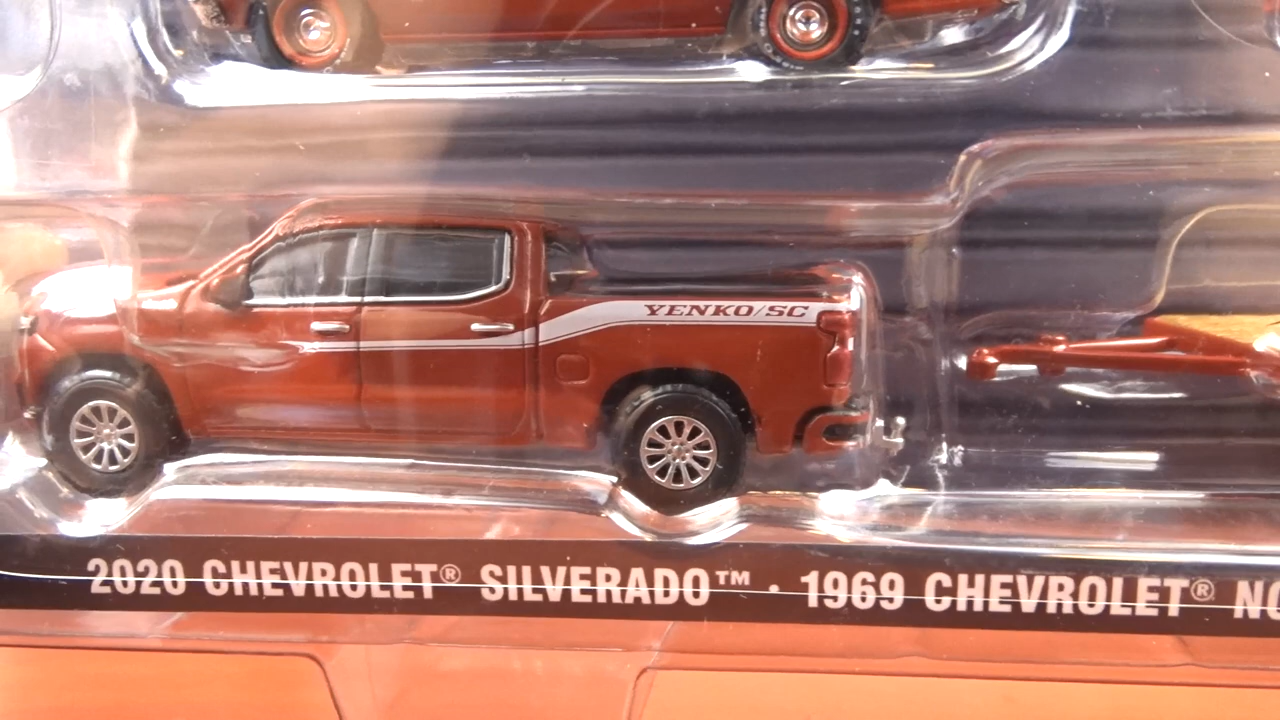 YENKO/SC
2020 CHEVROLET® SILVERADO™ · 1969 CHEVROLET®